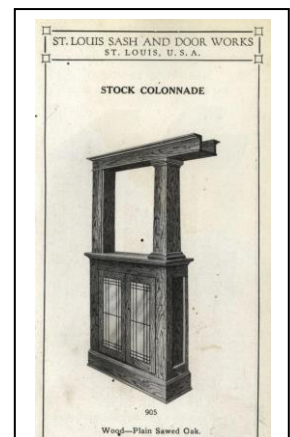 ST. LOUIS SASH AND DOOR WORKS
ST. LOUIS, U. S. A.
STOCK COLONNADE
905
Wood—Plain Sawed Oak.